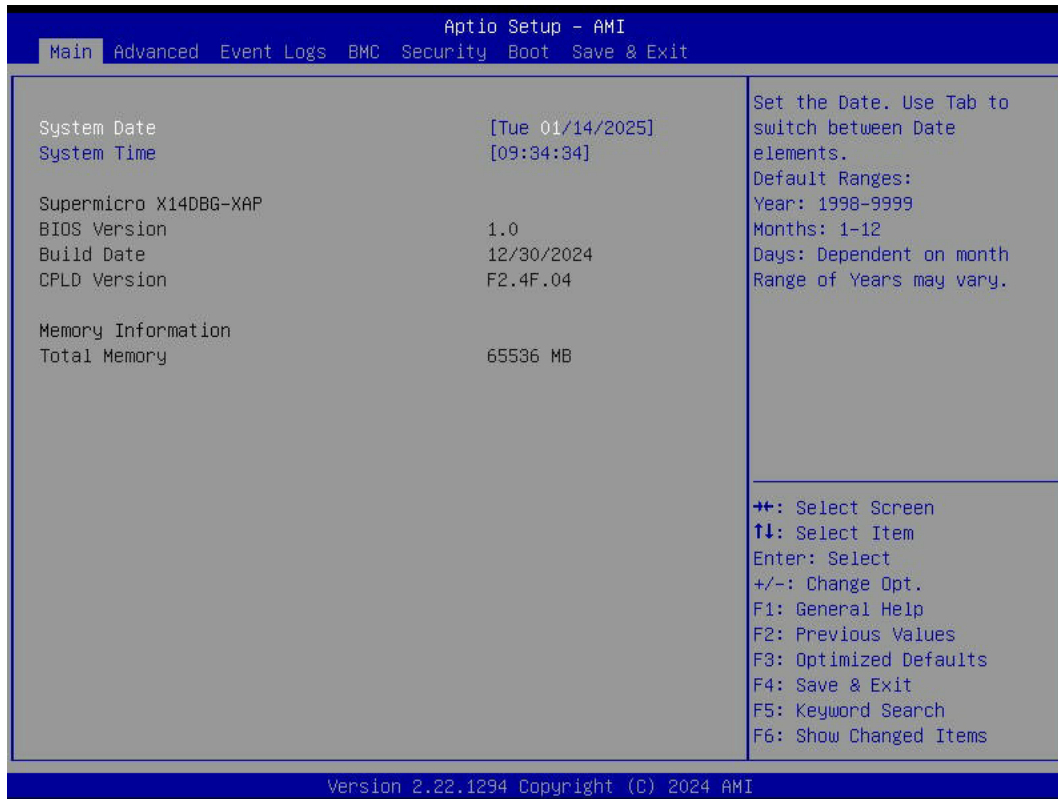 Aptio Setup - AMI
Main Advanced Event Logs BMC Security Boot Save & Exit
System Date [Tue 01/14/2025]
System Time [09:34:34]
Supermicro X14DBG-XAP
BIOS Version 1.0
Build Date 12/30/2024
CPLD Version F2.4F.04
Memory Information
Total Memory 65536 MB
Set the Date. Use Tab to
switch between Date
elements.
Default Ranges:
Year: 1998-9999
Months: 1-12
Days: Dependent on month
Range of Years may vary.
→←: Select Screen
↑↓: Select Item
Enter: Select
+/-: Change Opt.
F1: General Help
F2: Previous Values
F3: Optimized Defaults
F4: Save & Exit
F5: Keyword Search
F6: Show Changed Items
Version 2.22.1294 Copyright (C) 2024 AMI